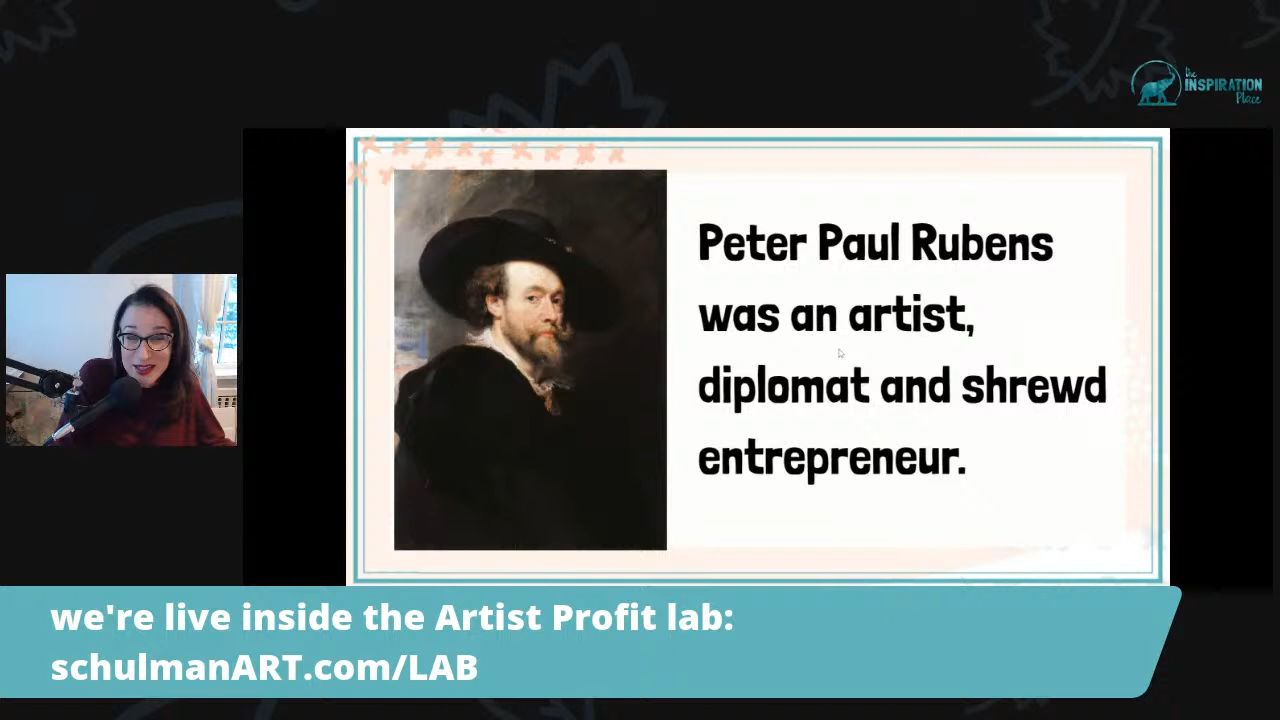 the
INSPIRATION
Place
Peter Paul Rubens
was an artist,
diplomat and shrewd
entrepreneur.
we're live inside the Artist Profit lab:
schulmanART.com/LAB